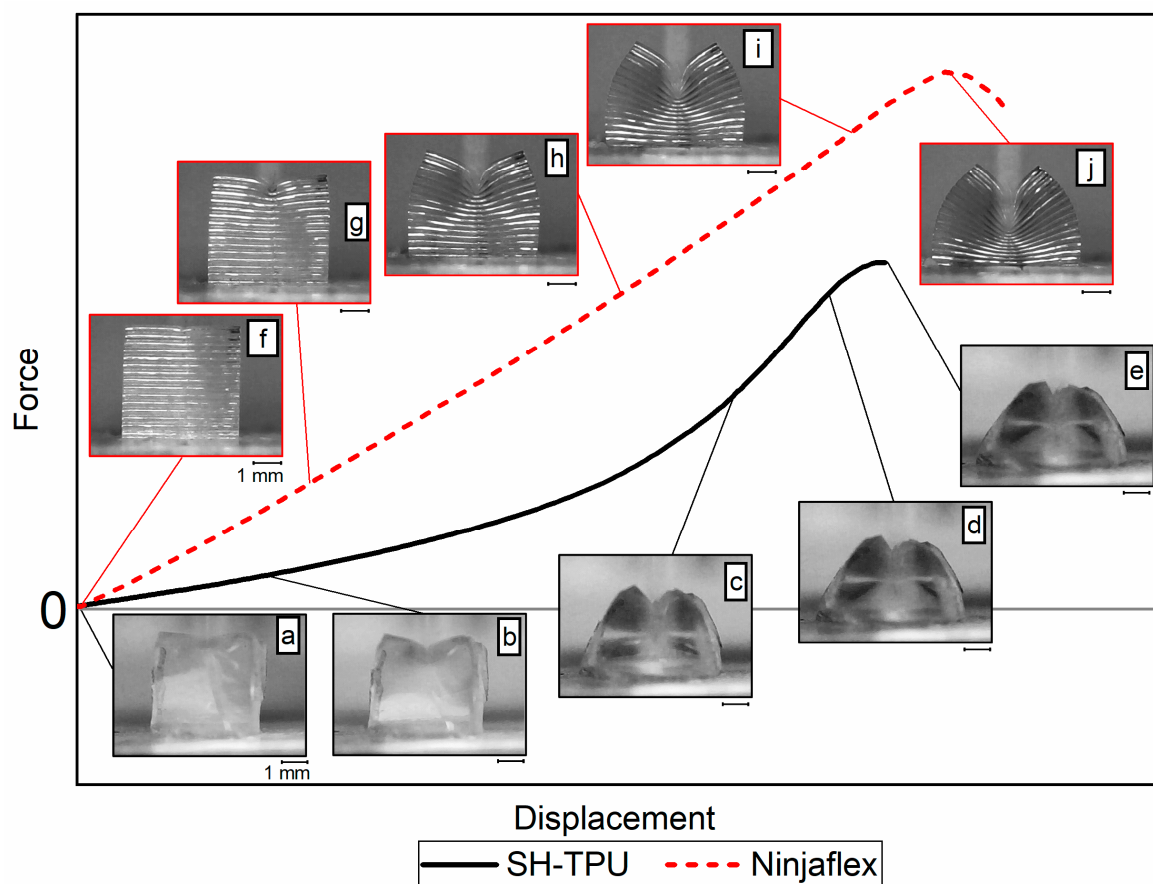 i
h
j
g
f
1 mm
Force
e
d
c
0
a
b
1 mm
Displacement
SH-TPU
Ninjaflex